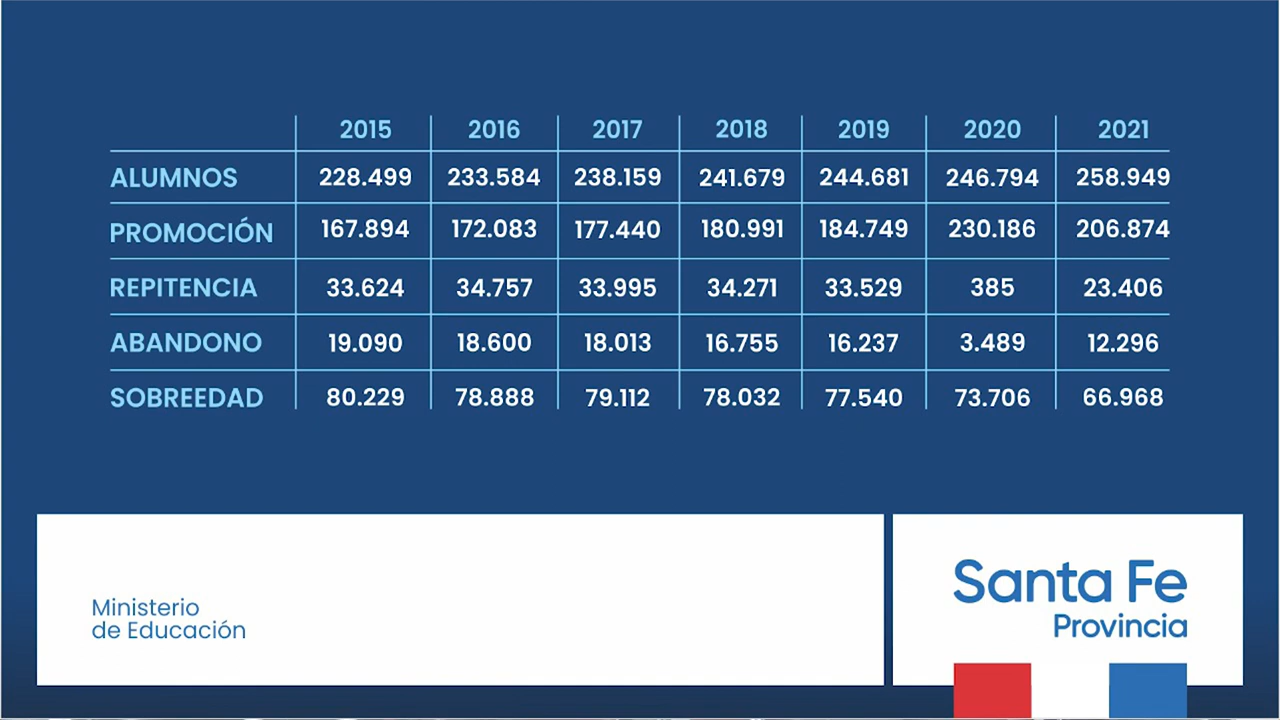 2015 2016 2017 2018 2019 2020 2021
ALUMNOS 228.499 233.584 238.159 241.679 244.681 246.794 258.949
PROMOCIÓN 167.894 172.083 177.440 180.991 184.749 230.186 206.874
REPITENCIA 33.624 34.757 33.995 34.271 33.529 385 23.406
ABANDONO 19.090 18.600 18.013 16.755 16.237 3.489 12.296
SOBREEDAD 80.229 78.888 79.112 78.032 77.540 73.706 66.968
Ministerio
de Educación
Santa Fe
Provincia